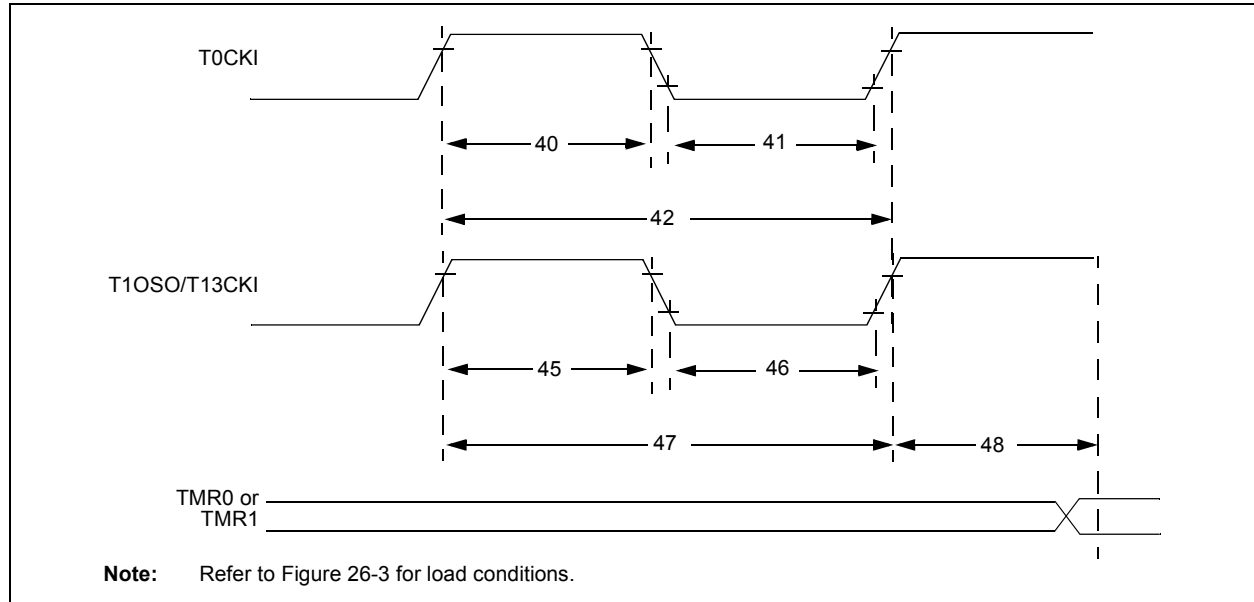 T0CKI
40
41
42
T1OSO/T13CKI
45
46
47
48
TMR0 or
TMR1
Note: Refer to Figure 26-3 for load conditions.